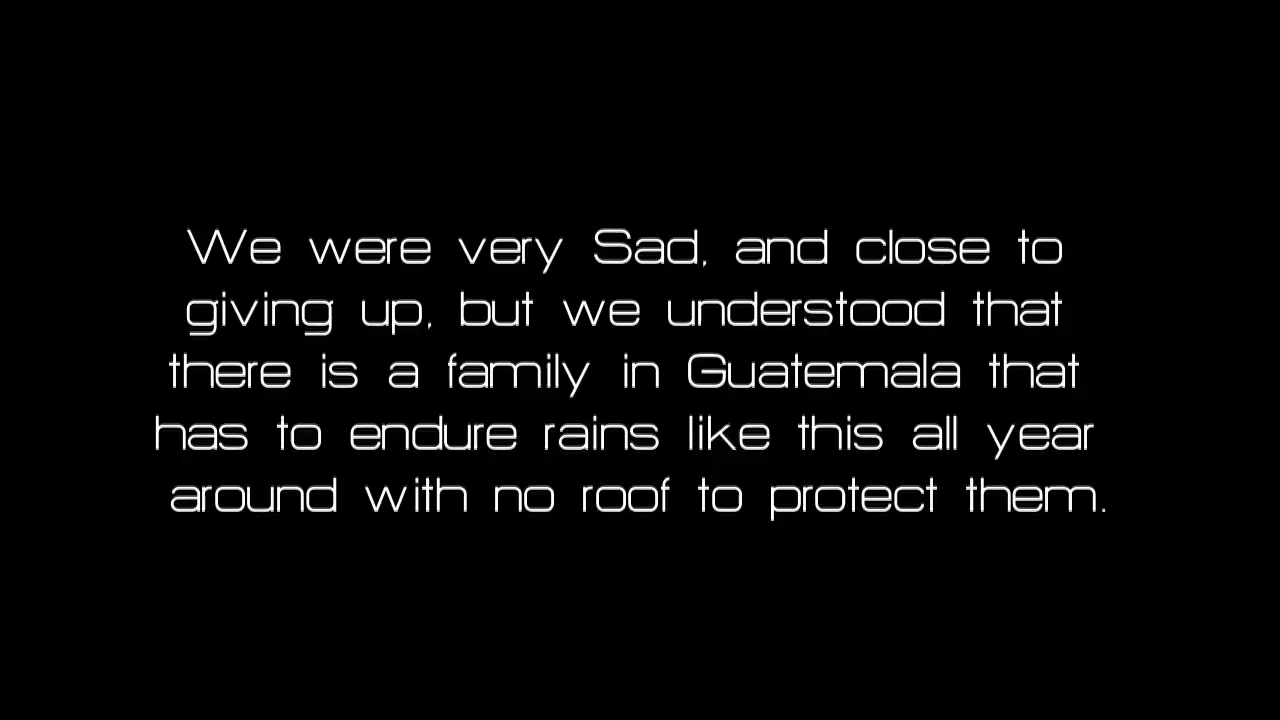 We were very Sad, and close to
giving up, but we understood that
there is a family in Guatemala that
has to endure rains like this all year
around with no roof to protect them.